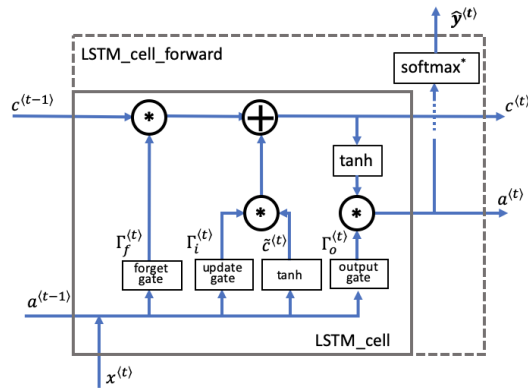 ŷ⟨t⟩
LSTM_cell_forward
softmax*
c⟨t−1⟩
c⟨t⟩
*
+
tanh
*
*
a⟨t⟩
Γf⟨t⟩
Γi⟨t⟩
c̃⟨t⟩
Γo⟨t⟩
forget gate
update gate
tanh
output gate
a⟨t−1⟩
LSTM_cell
x⟨t⟩